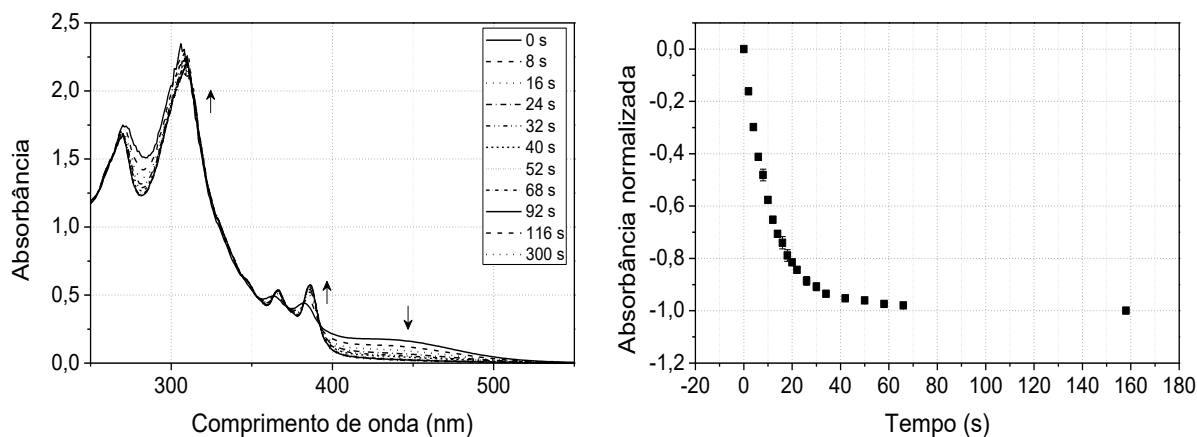 2,5
2,0
1,5
1,0
0,5
0,0
Absorbância
300
400
500
Comprimento de onda (nm)
0 s
8 s
16 s
24 s
32 s
40 s
52 s
68 s
92 s
116 s
300 s
0,0
-0,2
-0,4
-0,6
-0,8
-1,0
-1,2
Absorbância normalizada
-20 0 20 40 60 80 100 120 140 160 180
Tempo (s)